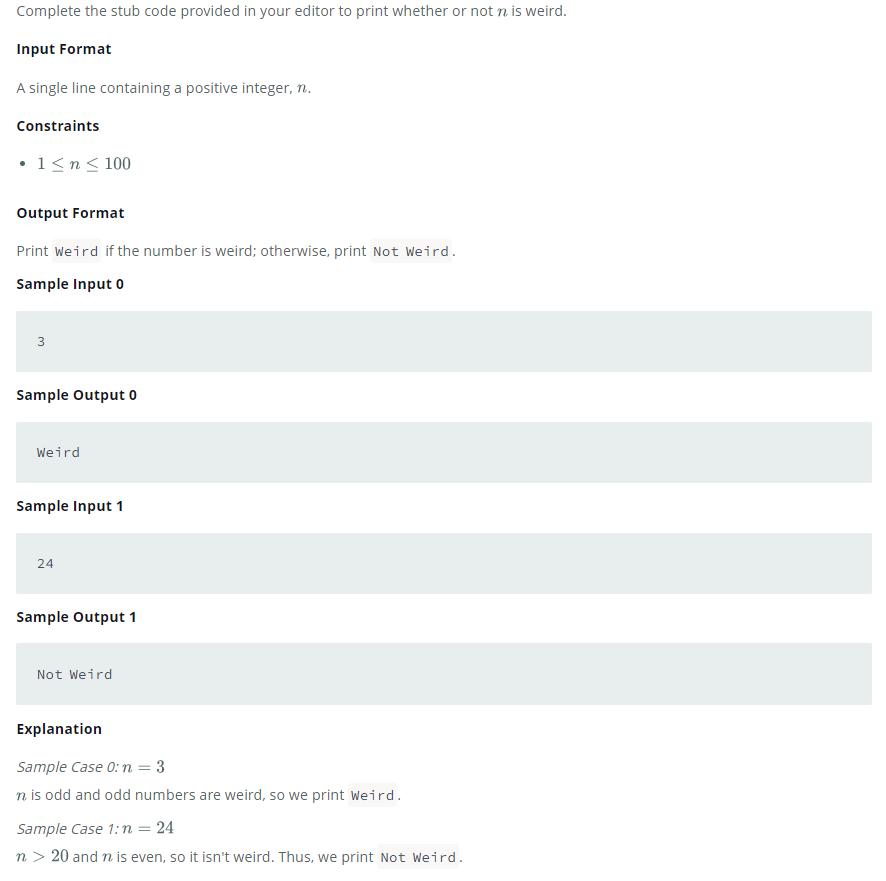 Complete the stub code provided in your editor to print whether or not n is weird.
Input Format
A single line containing a positive integer, n.
Constraints
• 1 ≤ n ≤ 100
Output Format
Print Weird if the number is weird; otherwise, print Not Weird.
Sample Input 0
3
Sample Output 0
Weird
Sample Input 1
24
Sample Output 1
Not Weird
Explanation
Sample Case 0: n = 3
n is odd and odd numbers are weird, so we print Weird.
Sample Case 1: n = 24
n > 20 and n is even, so it isn't weird. Thus, we print Not Weird.